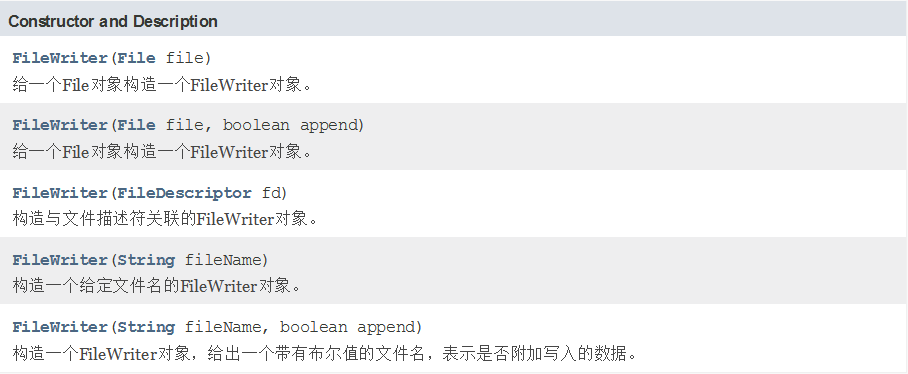 Constructor and Description
FileWriter(File file)
给一个File对象构造一个FileWriter对象。
FileWriter(File file, boolean append)
给一个File对象构造一个FileWriter对象。
FileWriter(FileDescriptor fd)
构造与文件描述符关联的FileWriter对象。
FileWriter(String fileName)
构造一个给定文件名的FileWriter对象。
FileWriter(String fileName, boolean append)
构造一个FileWriter对象，给出一个带有布尔值的文件名，表示是否附加写入的数据。